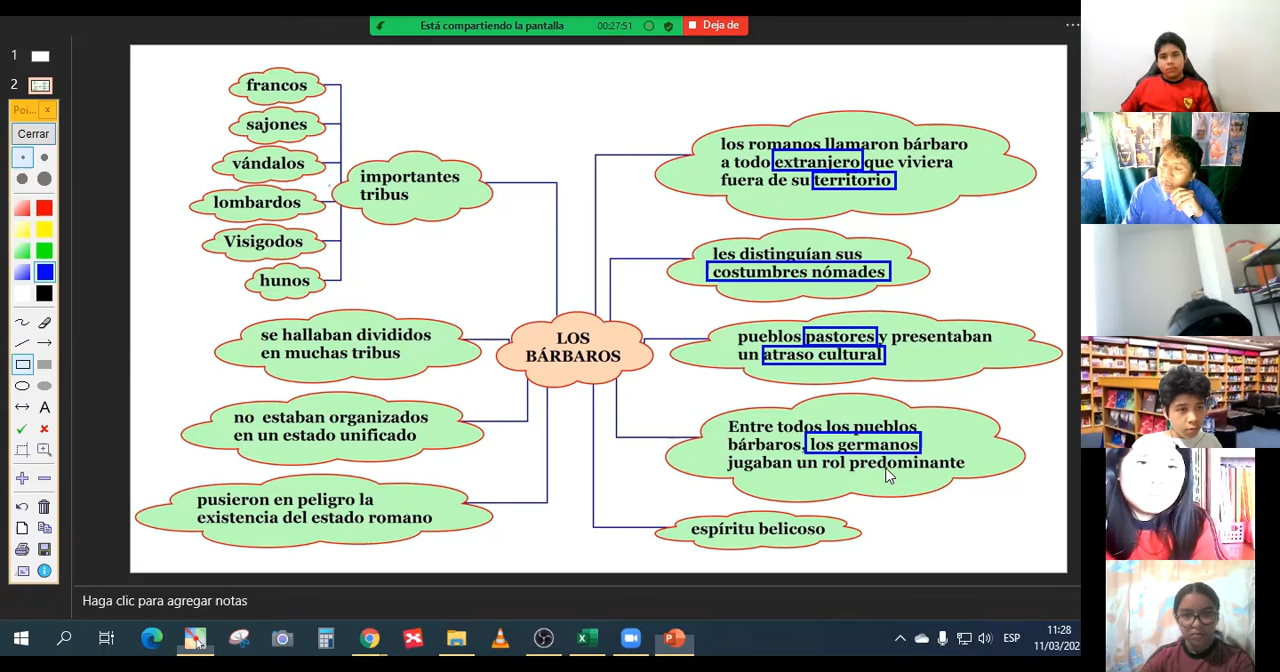 Está compartiendo la pantalla
00:27:51
Deja de
1
2
Poi...
Cerrar
A
francos
sajones
vándalos
lombardos
Visigodos
hunos
importantes
tribus
se hallaban divididos
en muchas tribus
no estaban organizados
en un estado unificado
pusieron en peligro la
existencia del estado romano
LOS
BÁRBAROS
los romanos llamaron bárbaro
a todo extranjero que viviera
fuera de su territorio
les distinguían sus
costumbres nómades
pueblos pastores y presentaban
un atraso cultural
Entre todos los pueblos
bárbaros, los germanos
jugaban un rol predominante
espíritu belicoso
Haga clic para agregar notas
ESP
11:28
11/03/202